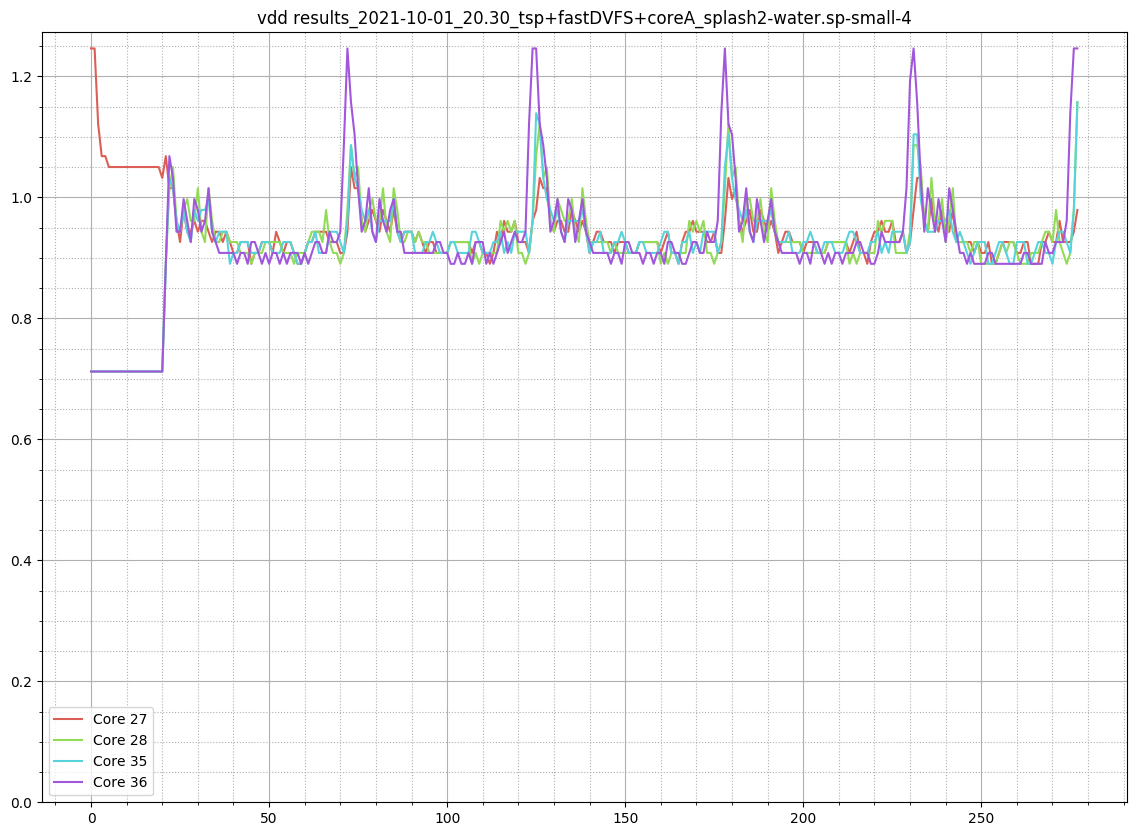 vdd results_2021-10-01_20.30_tsp+fastDVFS+coreA_splash2-water.sp-small-4
1.2
1.0
0.8
0.6
0.4
0.2
0.0
Core 27
Core 28
Core 35
Core 36
0 50 100 150 200 250